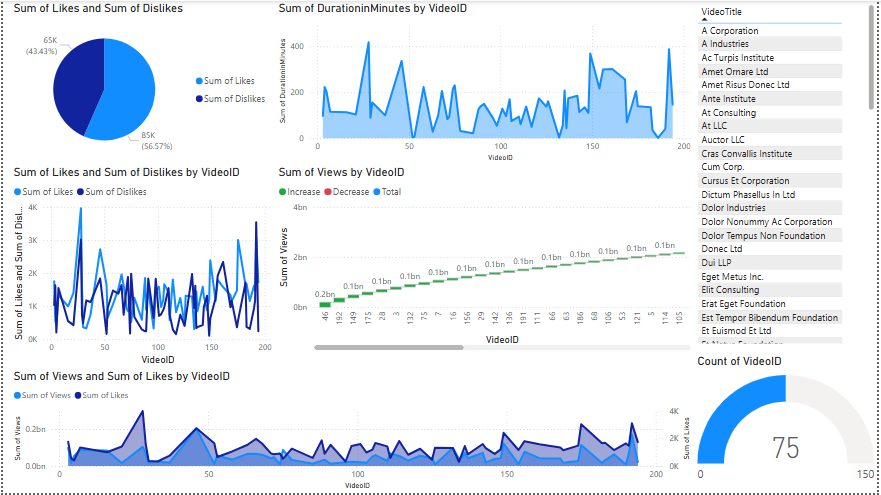 Sum of Likes and Sum of Dislikes
65K
(43.43%)
85K
(56.57%)
Sum of Likes
Sum of Dislikes
Sum of DurationinMinutes by VideoID
Sum of DurationinMinutes
400
200
0
0 50 100 150 200
VideoID
VideoTitle
A Corporation
A Industries
Ac Turpis Institute
Amet Ornare Ltd
Amet Risus Donec Ltd
Ante Institute
At Consulting
At LLC
Auctor LLC
Cras Convallis Institute
Cum Corp.
Cursus Et Corporation
Dictum Phasellus In Ltd
Dolor Industries
Dolor Nonummy Ac Corporation
Dolor Tempus Non Foundation
Donec Ltd
Dui LLP
Eget Metus Inc.
Elit Consulting
Erat Eget Foundation
Est Tempor Bibendum Foundation
Et Euismod Et Ltd
Sum of Likes and Sum of Dislikes by VideoID
Sum of Likes Sum of Dislikes
Sum of Likes and Sum of Disl...
4K
3K
2K
1K
0K
0 50 100 150 200
VideoID
Sum of Views by VideoID
Increase Decrease Total
Sum of Views
4bn
2bn
0bn
0.2bn 0.1bn 0.1bn 0.1bn 0.1bn 0.1bn 0.1bn 0.1bn 0.1bn 0.1bn 0.1bn 0.1bn 0.1bn
46 192 149 175 28 3 132 75 7 16 156 29 142 136 191 111 66 63 186 68 106 53 121 5 114 105
VideoID
Sum of Views and Sum of Likes by VideoID
Sum of Views Sum of Likes
Sum of Views
0.2bn
0.0bn
4K
2K
0K
Sum of Likes
0 50 100 150 200
VideoID
Count of VideoID
75
0 150